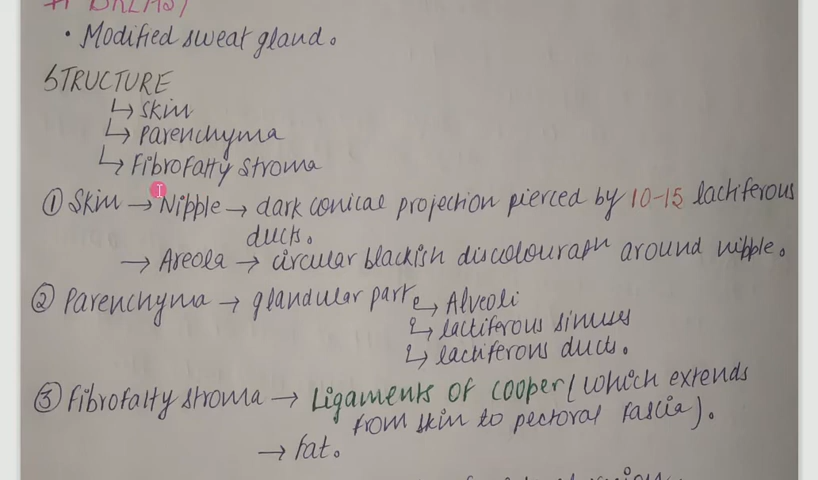 # BREAST
• Modified sweat gland.
STRUCTURE
↳ Skin
↳ Parenchyma
↳ Fibrofatty stroma
① Skin → Nipple → dark conical projection pierced by 10-15 lactiferous
ducts.
→ Areola → circular blackish discolouratn around nipple.
② Parenchyma → glandular part ↳ Alveoli
↳ lactiferous sinuses
↳ lactiferous ducts.
③ Fibrofatty stroma → Ligaments of cooper (which extends
from skin to pectoral fascia).
→ fat.